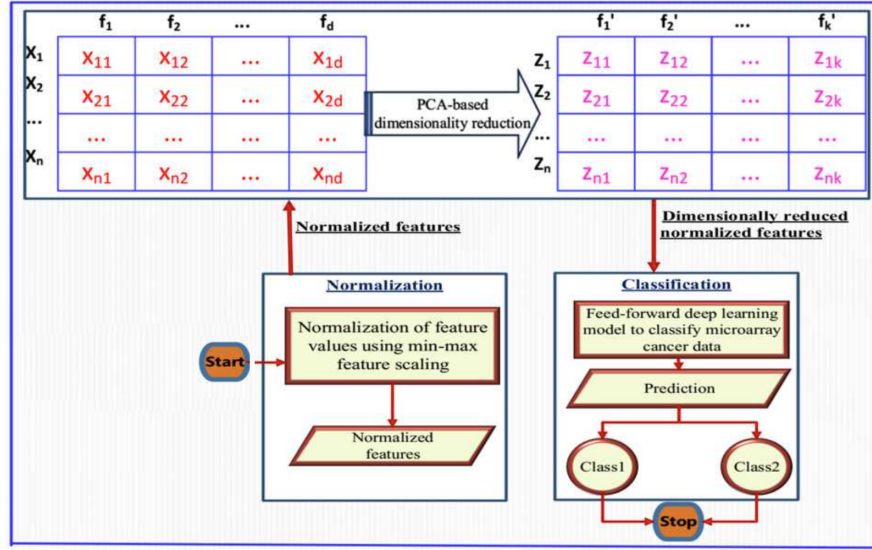 f1 f2 ... fd f1' f2' ... fk'
X1 X11 X12 ... X1d Z1 Z11 Z12 ... Z1k
X2 X21 X22 ... X2d Z2 Z21 Z22 ... Z2k
... ... ... ... ... ... ... ... ... ...
Xn Xn1 Xn2 ... Xnd Zn Zn1 Zn2 ... Znk
PCA-based
dimensionality reduction
Normalized features
Dimensionally reduced
normalized features
Normalization
Start
Normalization of feature
values using min-max
feature scaling
Normalized
features
Classification
Feed-forward deep learning
model to classify microarray
cancer data
Prediction
Class1
Class2
Stop